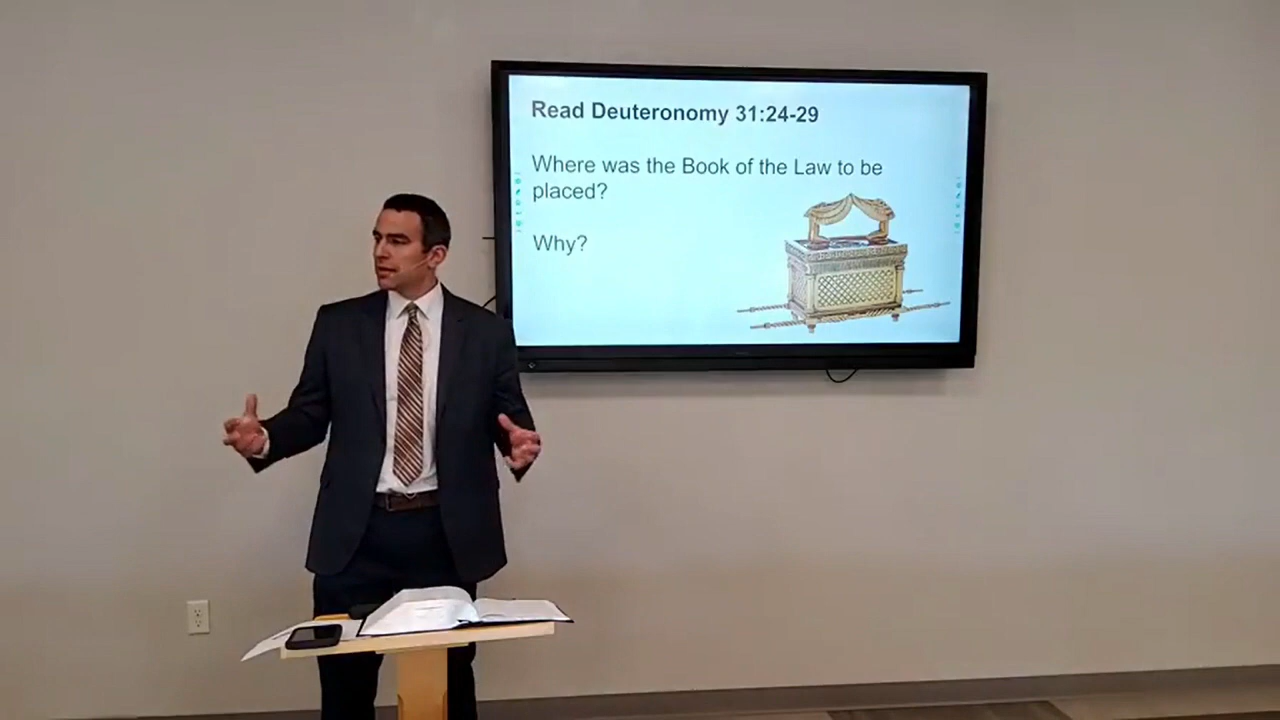 Read Deuteronomy 31:24-29
Where was the Book of the Law to be
placed?
Why?